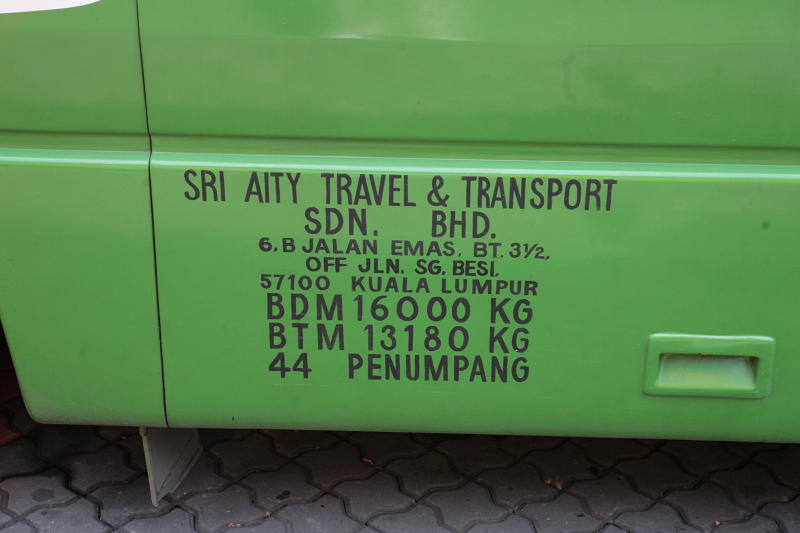 SRI AITY TRAVEL & TRANSPORT
SDN. BHD.
6, B JALAN EMAS, BT. 3½,
OFF JLN. SG. BESI,
57100 KUALA LUMPUR
BDM 16000 KG
BTM 13180 KG
44 PENUMPANG